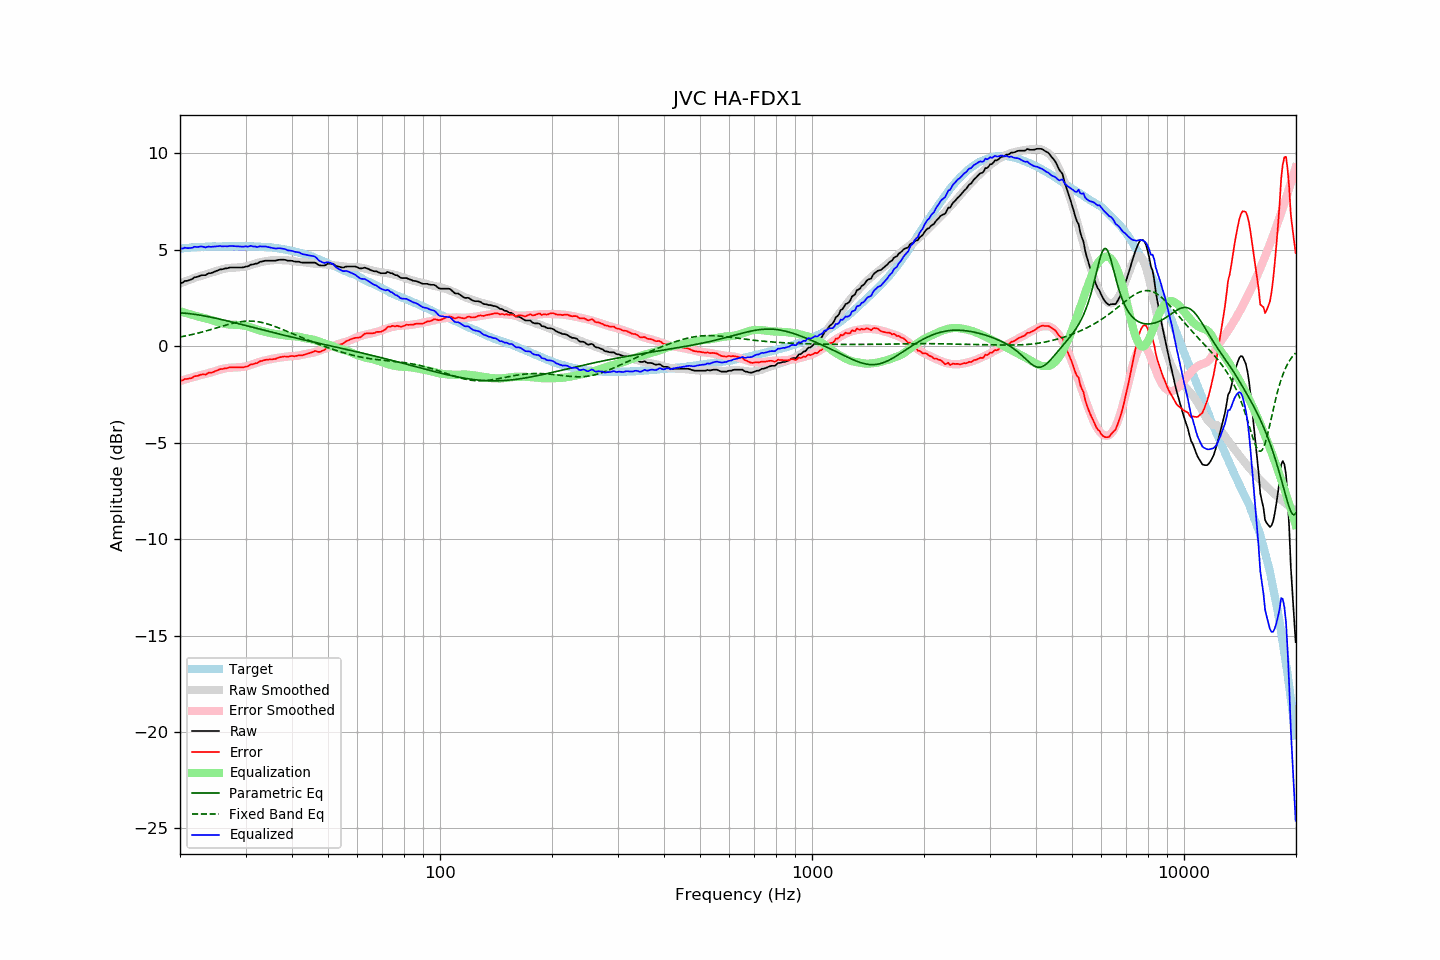 JVC HA-FDX1
Amplitude (dBr)
10
5
0
−5
−10
−15
−20
−25
Target
Raw Smoothed
Error Smoothed
Raw
Error
Equalization
Parametric Eq
Fixed Band Eq
Equalized
100
1000
10000
Frequency (Hz)